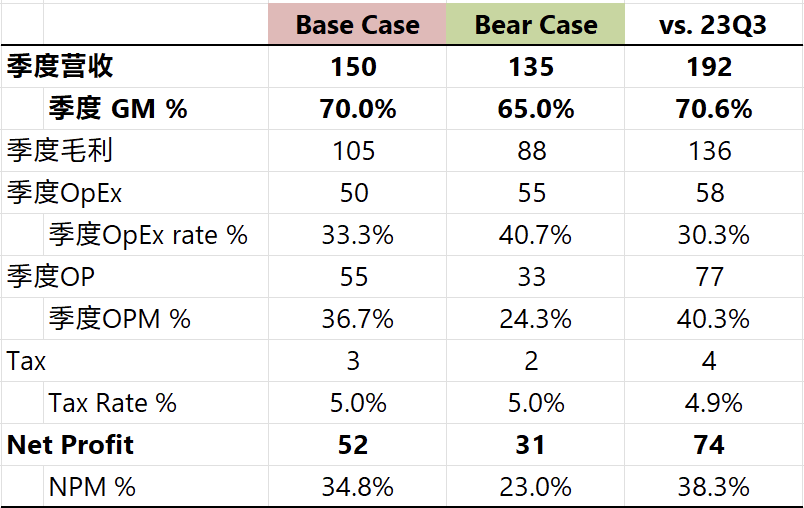 Base Case Bear Case vs. 23Q3
季度营收 150 135 192
季度 GM % 70.0% 65.0% 70.6%
季度毛利 105 88 136
季度OpEx 50 55 58
季度OpEx rate % 33.3% 40.7% 30.3%
季度OP 55 33 77
季度OPM % 36.7% 24.3% 40.3%
Tax 3 2 4
Tax Rate % 5.0% 5.0% 4.9%
Net Profit 52 31 74
NPM % 34.8% 23.0% 38.3%